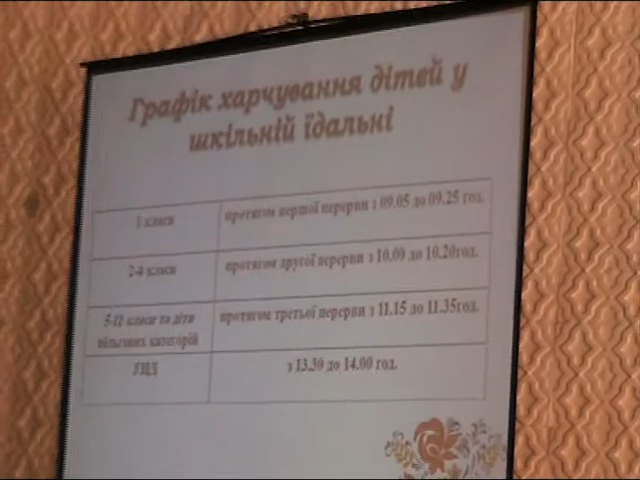 Графік харчування дітей у
шкільній їдальні
1 класи
протягом першої перерви з 09.05 до 09.25 год.
2-4 класи
протягом другої перерви з 10.00 до 10.20год.
5-11 класи та діти
пільгових категорій
протягом третьої перерви з 11.15 до 11.35год.
ГПД
з 13.30 до 14.00 год.